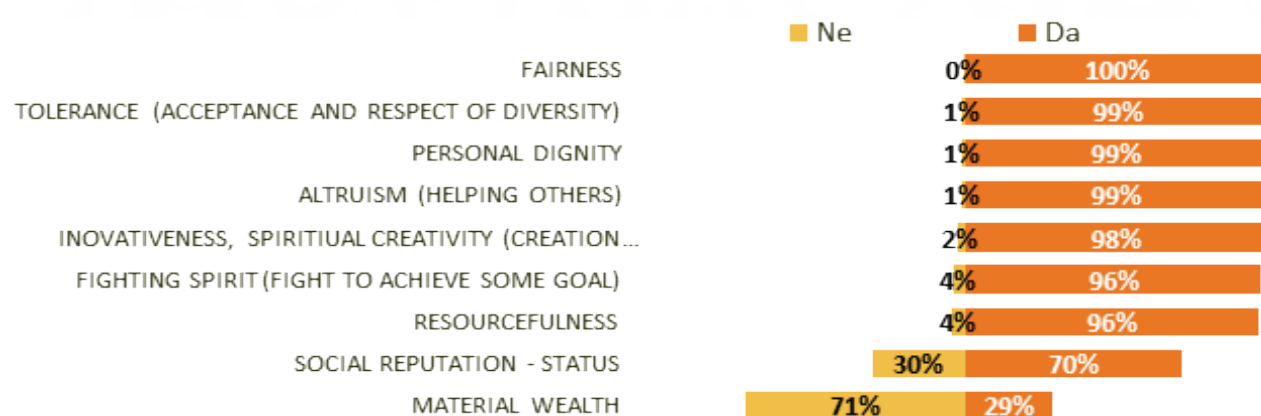 Ne Da
FAIRNESS 0% 100%
TOLERANCE (ACCEPTANCE AND RESPECT OF DIVERSITY) 1% 99%
PERSONAL DIGNITY 1% 99%
ALTRUISM (HELPING OTHERS) 1% 99%
INOVATIVENESS, SPIRITIUAL CREATIVITY (CREATION... 2% 98%
FIGHTING SPIRIT (FIGHT TO ACHIEVE SOME GOAL) 4% 96%
RESOURCEFULNESS 4% 96%
SOCIAL REPUTATION - STATUS 30% 70%
MATERIAL WEALTH 71% 29%